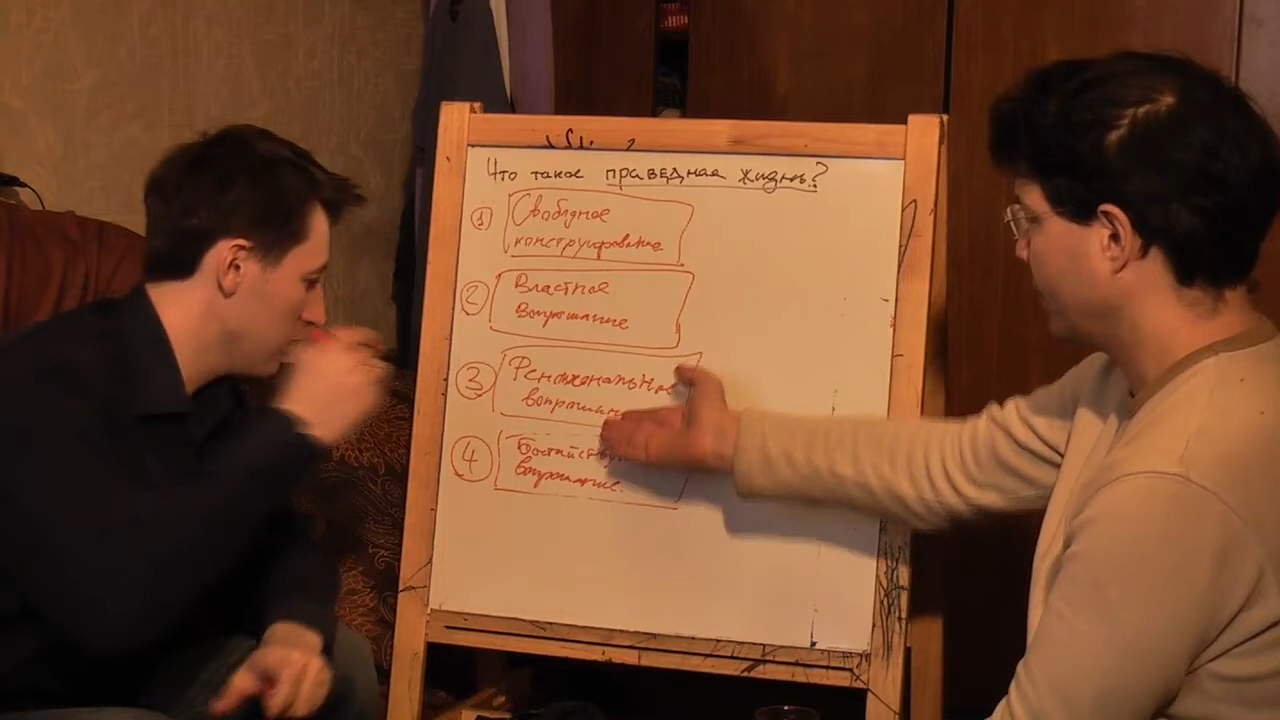 Что такое праведная жизнь?
1 Свободное
конструирование
2 Властное
вопрошание
3
4
вопрошание.